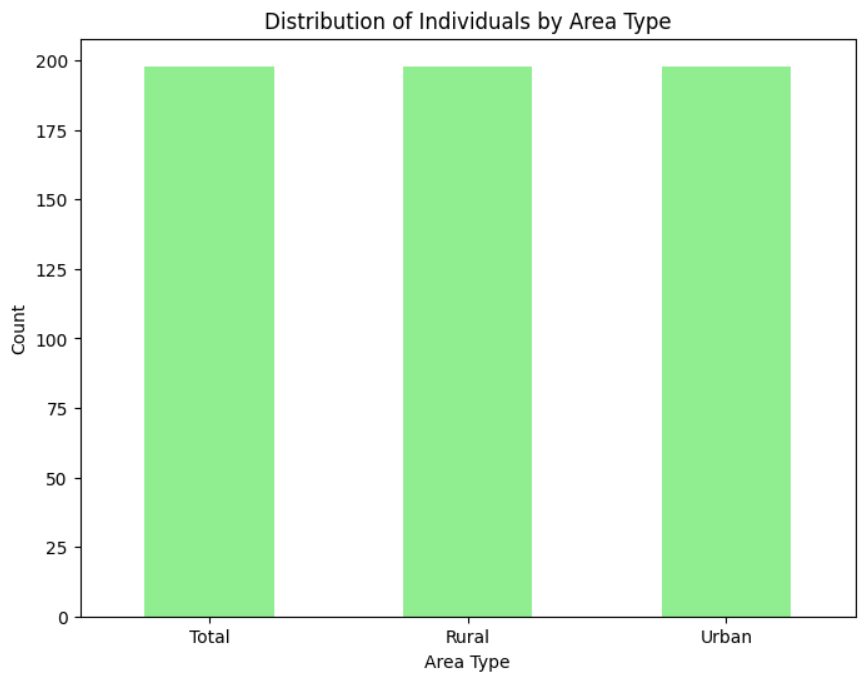 Distribution of Individuals by Area Type
200
175
150
125
100
75
50
25
0
Count
Total Rural Urban
Area Type